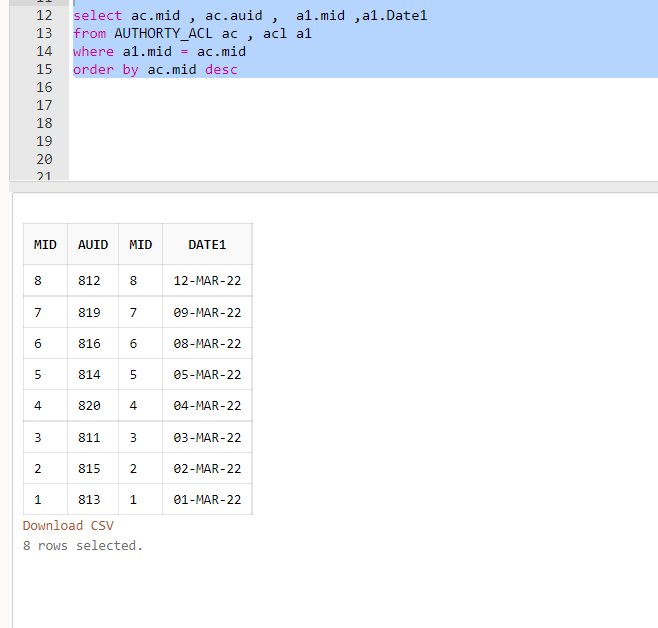 12 select ac.mid , ac.auid ,  a1.mid ,a1.Date1
13 from AUTHORTY_ACL ac , acl a1
14 where a1.mid = ac.mid
15 order by ac.mid desc
16
17
18
19
20
21
MID AUID MID DATE1
8 812 8 12-MAR-22
7 819 7 09-MAR-22
6 816 6 08-MAR-22
5 814 5 05-MAR-22
4 820 4 04-MAR-22
3 811 3 03-MAR-22
2 815 2 02-MAR-22
1 813 1 01-MAR-22
Download CSV
8 rows selected.